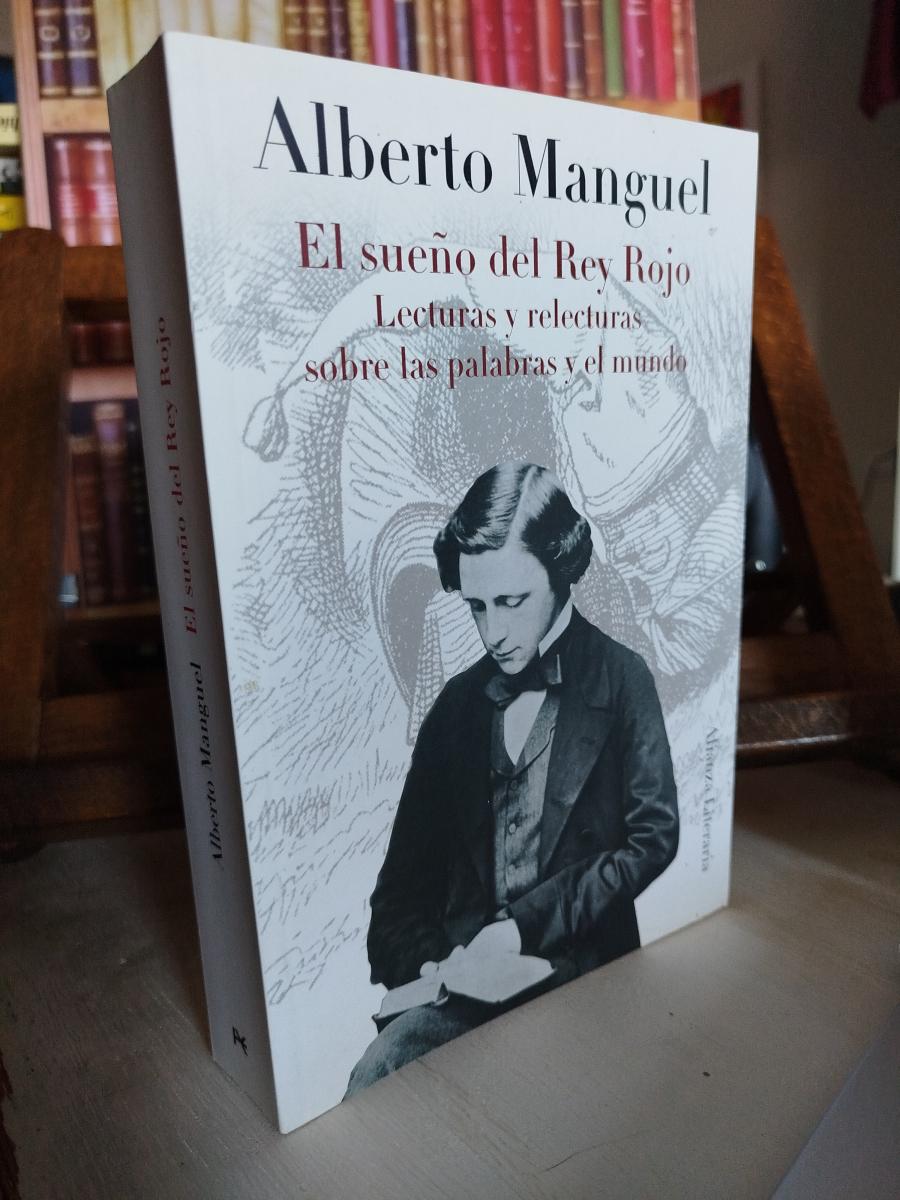 Alberto Manguel
El sueño del Rey Rojo
Lecturas y relecturas
sobre las palabras y el mundo
Alianza Literaria
Alberto Manguel El sueño del Rey Rojo